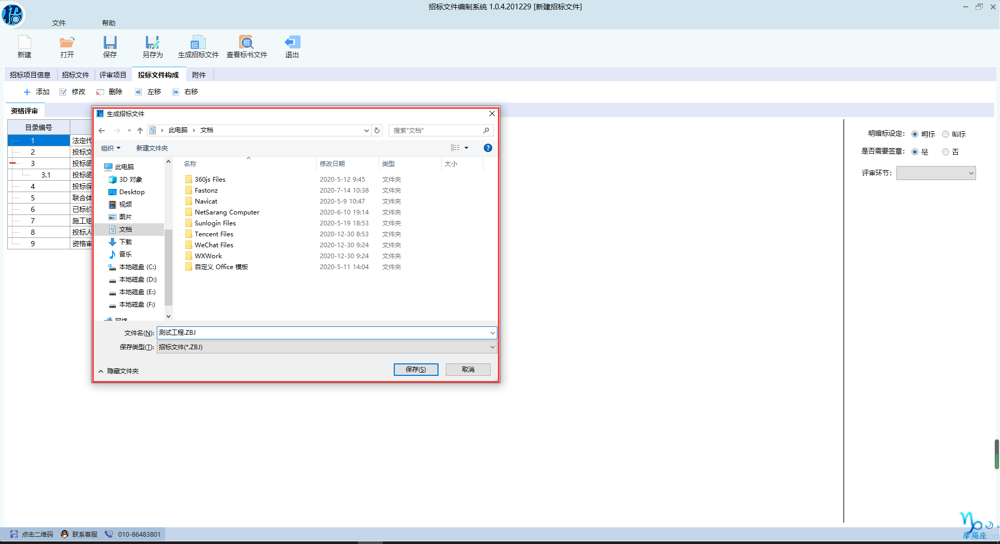 招标文件编制系统 1.0.4.201229 [新建招标文件]
文件 帮助
新建 打开 保存 另存为 生成招标文件 查看标书文件 退出
招标项目信息 招标文件 评审项目 投标文件构成 附件
添加 修改 删除 左移 右移
资格评审
目录编号
1 法定代
2 投标文
3 投标函
3.1 投标函
4 投标保
5 联合体
6 已标价
7 施工组
8 投标人
9 资格审
生成招标文件
此电脑 文档
搜索"文档"
组织 新建文件夹
此电脑
3D 对象
Desktop
视频
图片
文档
下载
音乐
本地磁盘 (C:)
本地磁盘 (D:)
本地磁盘 (E:)
本地磁盘 (F:)
网络
名称 修改日期 类型 大小
360js Files 2020-5-12 9:45 文件夹
Fastonz 2020-7-14 10:38 文件夹
Navicat 2020-5-9 10:47 文件夹
NetSarang Computer 2020-6-10 19:14 文件夹
Sunlogin Files 2020-5-19 18:53 文件夹
Tencent Files 2020-12-30 8:53 文件夹
WeChat Files 2020-12-30 9:24 文件夹
WXWork 2020-12-30 9:24 文件夹
自定义 Office 模板 2020-5-11 14:04 文件夹
文件名(N): 测试工程.ZBJ
保存类型(T): 招标文件(*.ZBJ)
隐藏文件夹 保存(S) 取消
明暗标设定: 明标 暗标
是否需要签章: 是 否
评审环节:
点击二维码 联系客服 010-86483801
摩羯座